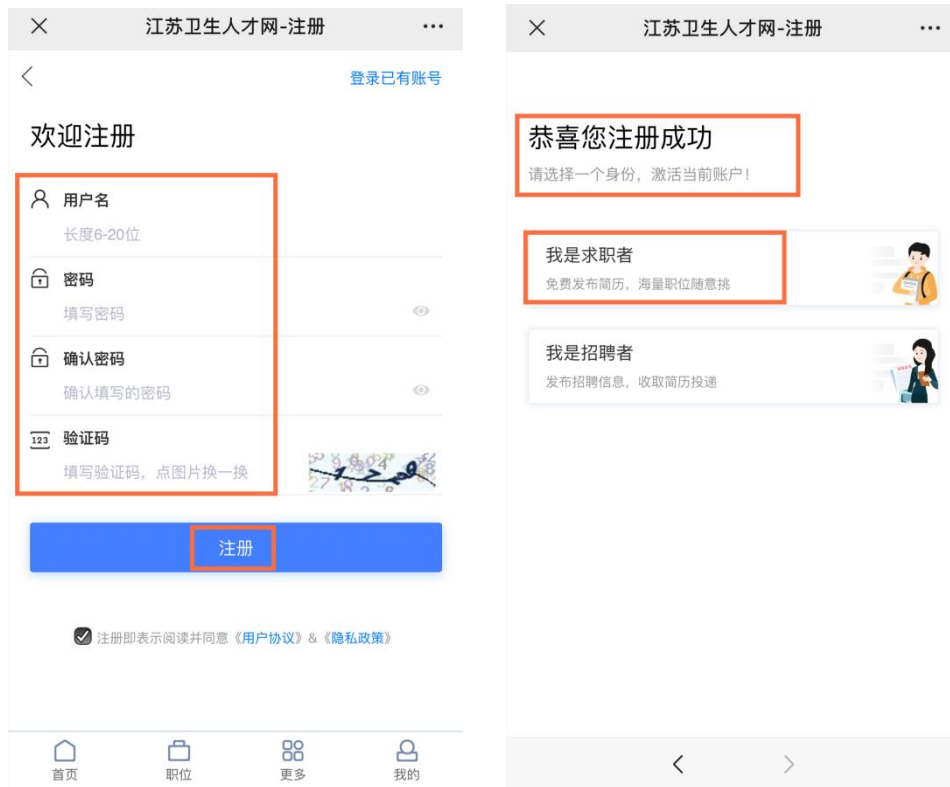 江苏卫生人才网-注册
登录已有账号
欢迎注册
用户名
长度6-20位
密码
填写密码
确认密码
确认填写的密码
123 验证码
填写验证码，点图片换一换
注册
注册即表示阅读并同意《用户协议》&《隐私政策》
首页 职位 更多 我的
江苏卫生人才网-注册
恭喜您注册成功
请选择一个身份，激活当前账户！
我是求职者
免费发布简历，海量职位随意挑
我是招聘者
发布招聘信息，收取简历投递